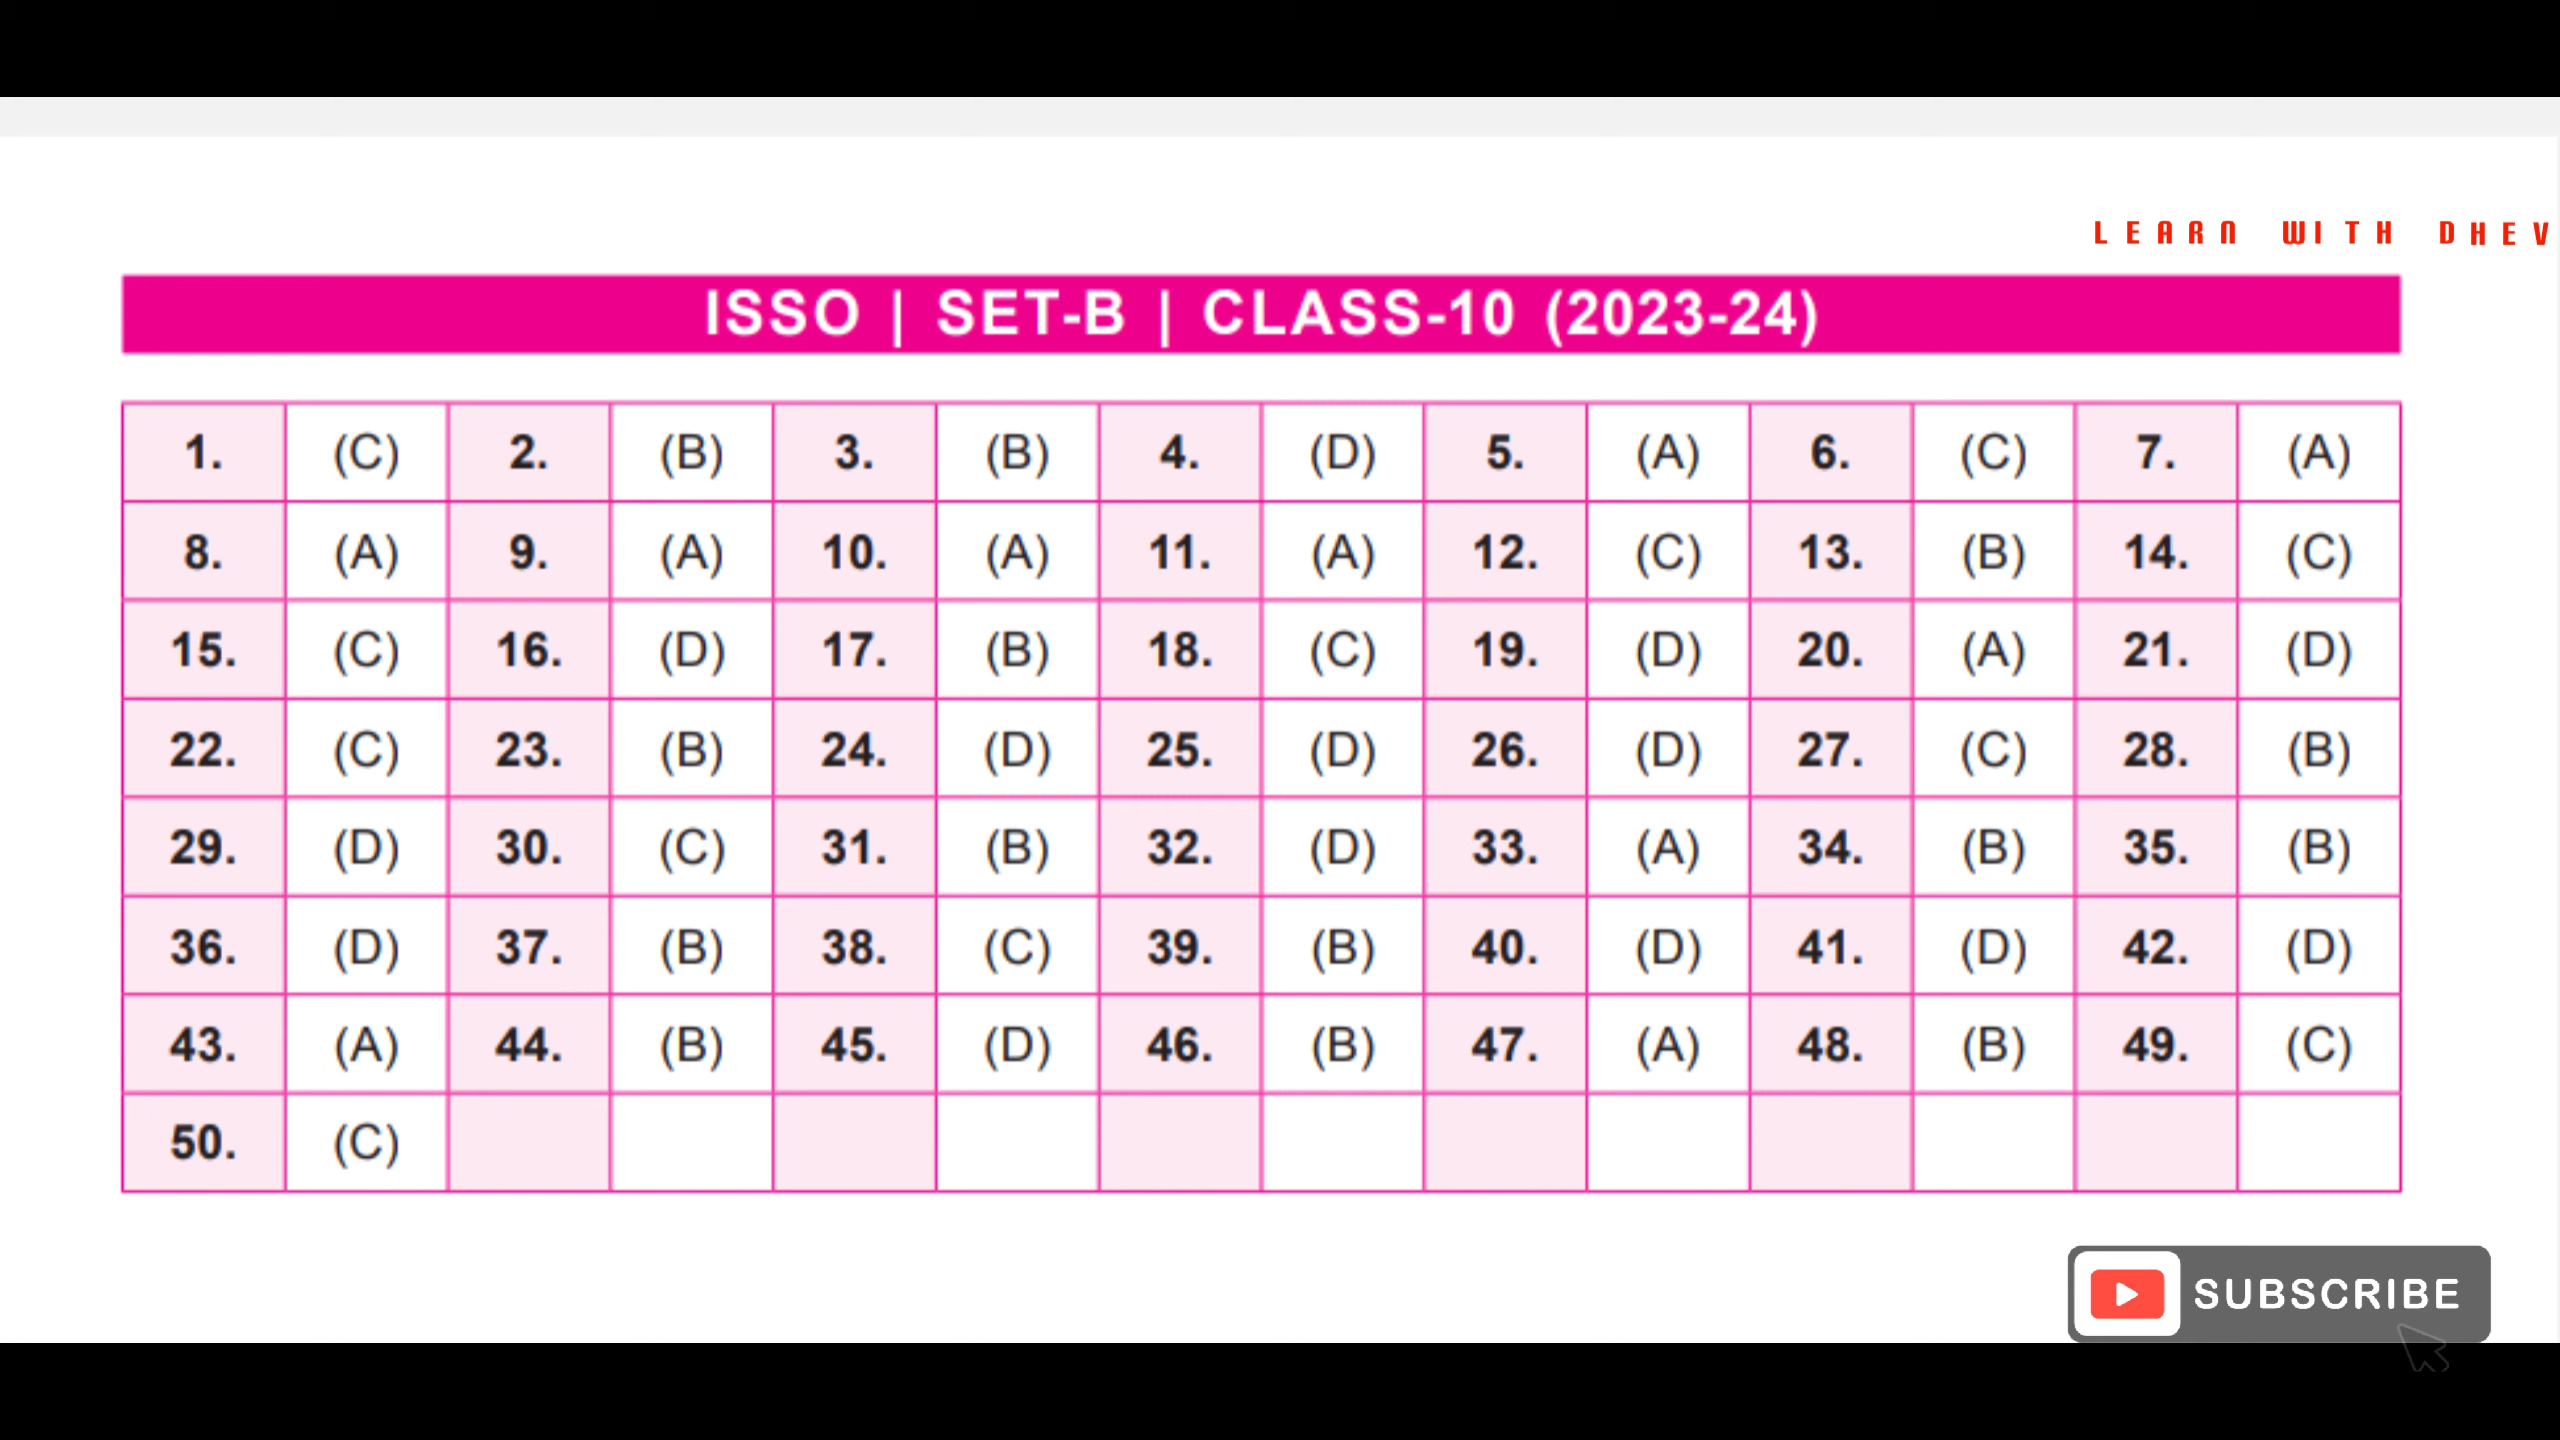 LEARN WITH DHEV
ISSO | SET-B | CLASS-10 (2023-24)
1. (C) 2. (B) 3. (B) 4. (D) 5. (A) 6. (C) 7. (A)
8. (A) 9. (A) 10. (A) 11. (A) 12. (C) 13. (B) 14. (C)
15. (C) 16. (D) 17. (B) 18. (C) 19. (D) 20. (A) 21. (D)
22. (C) 23. (B) 24. (D) 25. (D) 26. (D) 27. (C) 28. (B)
29. (D) 30. (C) 31. (B) 32. (D) 33. (A) 34. (B) 35. (B)
36. (D) 37. (B) 38. (C) 39. (B) 40. (D) 41. (D) 42. (D)
43. (A) 44. (B) 45. (D) 46. (B) 47. (A) 48. (B) 49. (C)
50. (C)
SUBSCRIBE